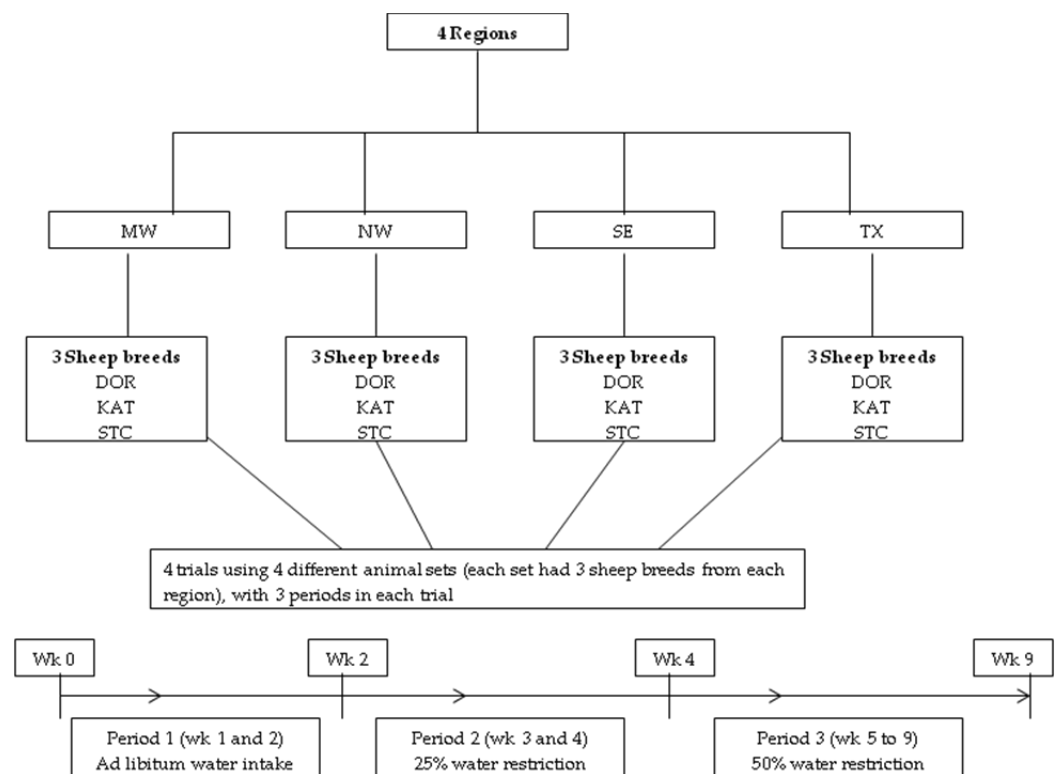 4 Regions
MW
NW
SE
TX
3 Sheep breeds
DOR
KAT
STC
3 Sheep breeds
DOR
KAT
STC
3 Sheep breeds
DOR
KAT
STC
3 Sheep breeds
DOR
KAT
STC
4 trials using 4 different animal sets (each set had 3 sheep breeds from each
region), with 3 periods in each trial
Wk 0
Wk 2
Wk 4
Wk 9
Period 1 (wk 1 and 2)
Ad libitum water intake
Period 2 (wk 3 and 4)
25% water restriction
Period 3 (wk 5 to 9)
50% water restriction